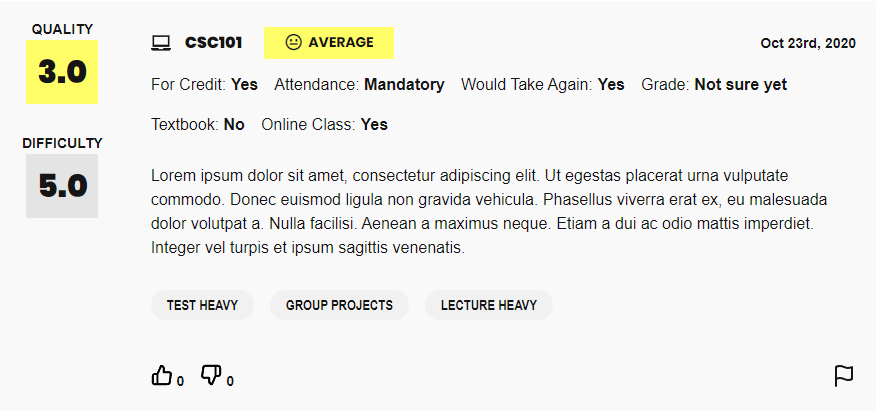 QUALITY
3.0
DIFFICULTY
5.0
CSC101 AVERAGE Oct 23rd, 2020
For Credit: Yes Attendance: Mandatory Would Take Again: Yes Grade: Not sure yet
Textbook: No Online Class: Yes
Lorem ipsum dolor sit amet, consectetur adipiscing elit. Ut egestas placerat urna vulputate
commodo. Donec euismod ligula non gravida vehicula. Phasellus viverra erat ex, eu malesuada
dolor volutpat a. Nulla facilisi. Aenean a maximus neque. Etiam a dui ac odio mattis imperdiet.
Integer vel turpis et ipsum sagittis venenatis.
TEST HEAVY GROUP PROJECTS LECTURE HEAVY
0 0